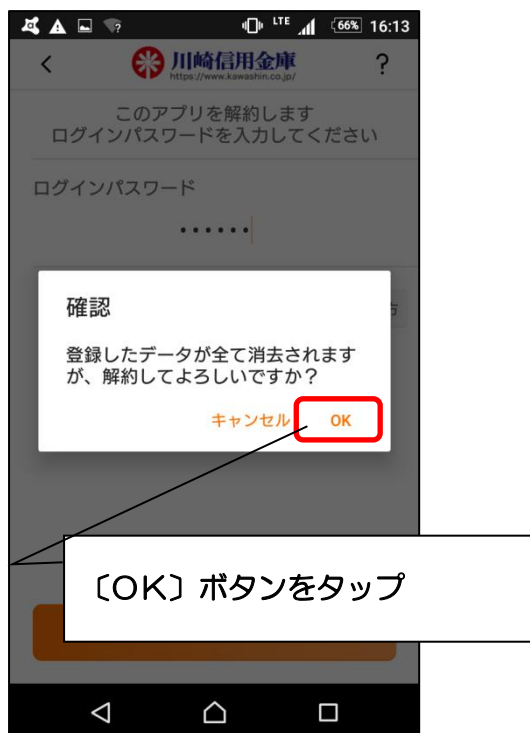 LTE 66% 16:13
川崎信用金庫 ?
https://www.kawashin.co.jp/
このアプリを解約します
ログインパスワードを入力してください
ログインパスワード
••••••
確認
登録したデータが全て消去されます
が、解約してよろしいですか？
キャンセル OK
〔OK〕ボタンをタップ